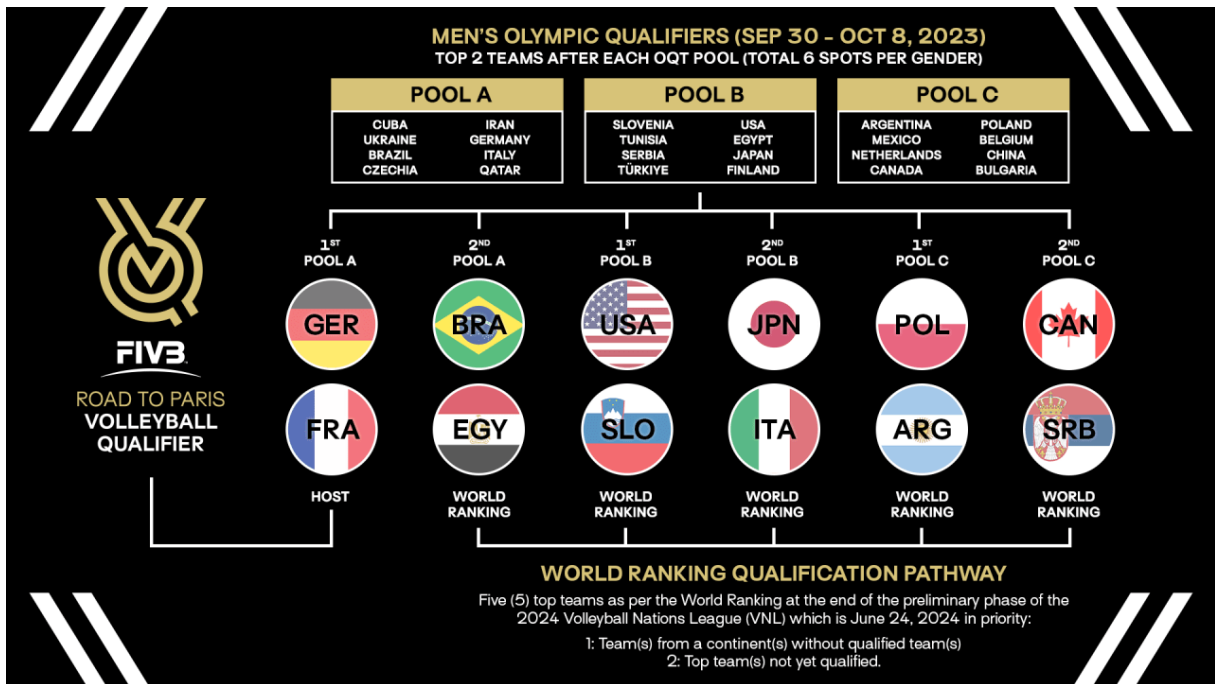 MEN'S OLYMPIC QUALIFIERS (SEP 30 - OCT 8, 2023)
TOP 2 TEAMS AFTER EACH OQT POOL (TOTAL 6 SPOTS PER GENDER)
POOL A
CUBA IRAN
UKRAINE GERMANY
BRAZIL ITALY
CZECHIA QATAR
POOL B
SLOVENIA USA
TUNISIA EGYPT
SERBIA JAPAN
TÜRKIYE FINLAND
POOL C
ARGENTINA POLAND
MEXICO BELGIUM
NETHERLANDS CHINA
CANADA BULGARIA
FIVB
ROAD TO PARIS
VOLLEYBALL
QUALIFIER
1ST
POOL A
2ND
POOL A
1ST
POOL B
2ND
POOL B
1ST
POOL C
2ND
POOL C
GER
BRA
USA
JPN
POL
CAN
FRA
EGY
SLO
ITA
ARG
SRB
HOST
WORLD
RANKING
WORLD
RANKING
WORLD
RANKING
WORLD
RANKING
WORLD
RANKING
WORLD RANKING QUALIFICATION PATHWAY
Five (5) top teams as per the World Ranking at the end of the preliminary phase of the
2024 Volleyball Nations League (VNL) which is June 24, 2024 in priority:
1: Team(s) from a continent(s) without qualified team(s)
2: Top team(s) not yet qualified.